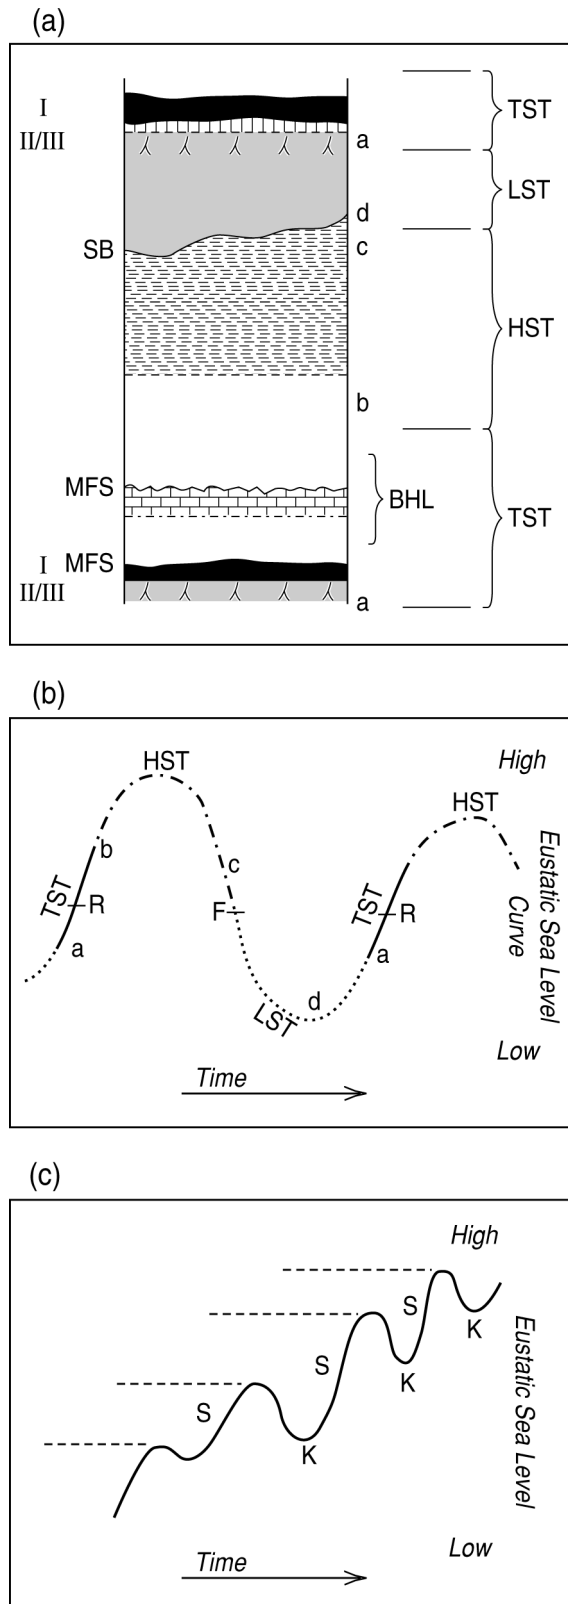 (a)
I
TST
II/III
a
LST
d
SB
c
HST
b
MFS
BHL
TST
I MFS
II/III
a
(b)
HST
High
HST
b
TST
R
c
F
TST
R
a
a
d
LST
Eustatic Sea Level
Curve
Low
Time
(c)
High
S
K
S
K
S
K
Eustatic Sea Level
Low
Time